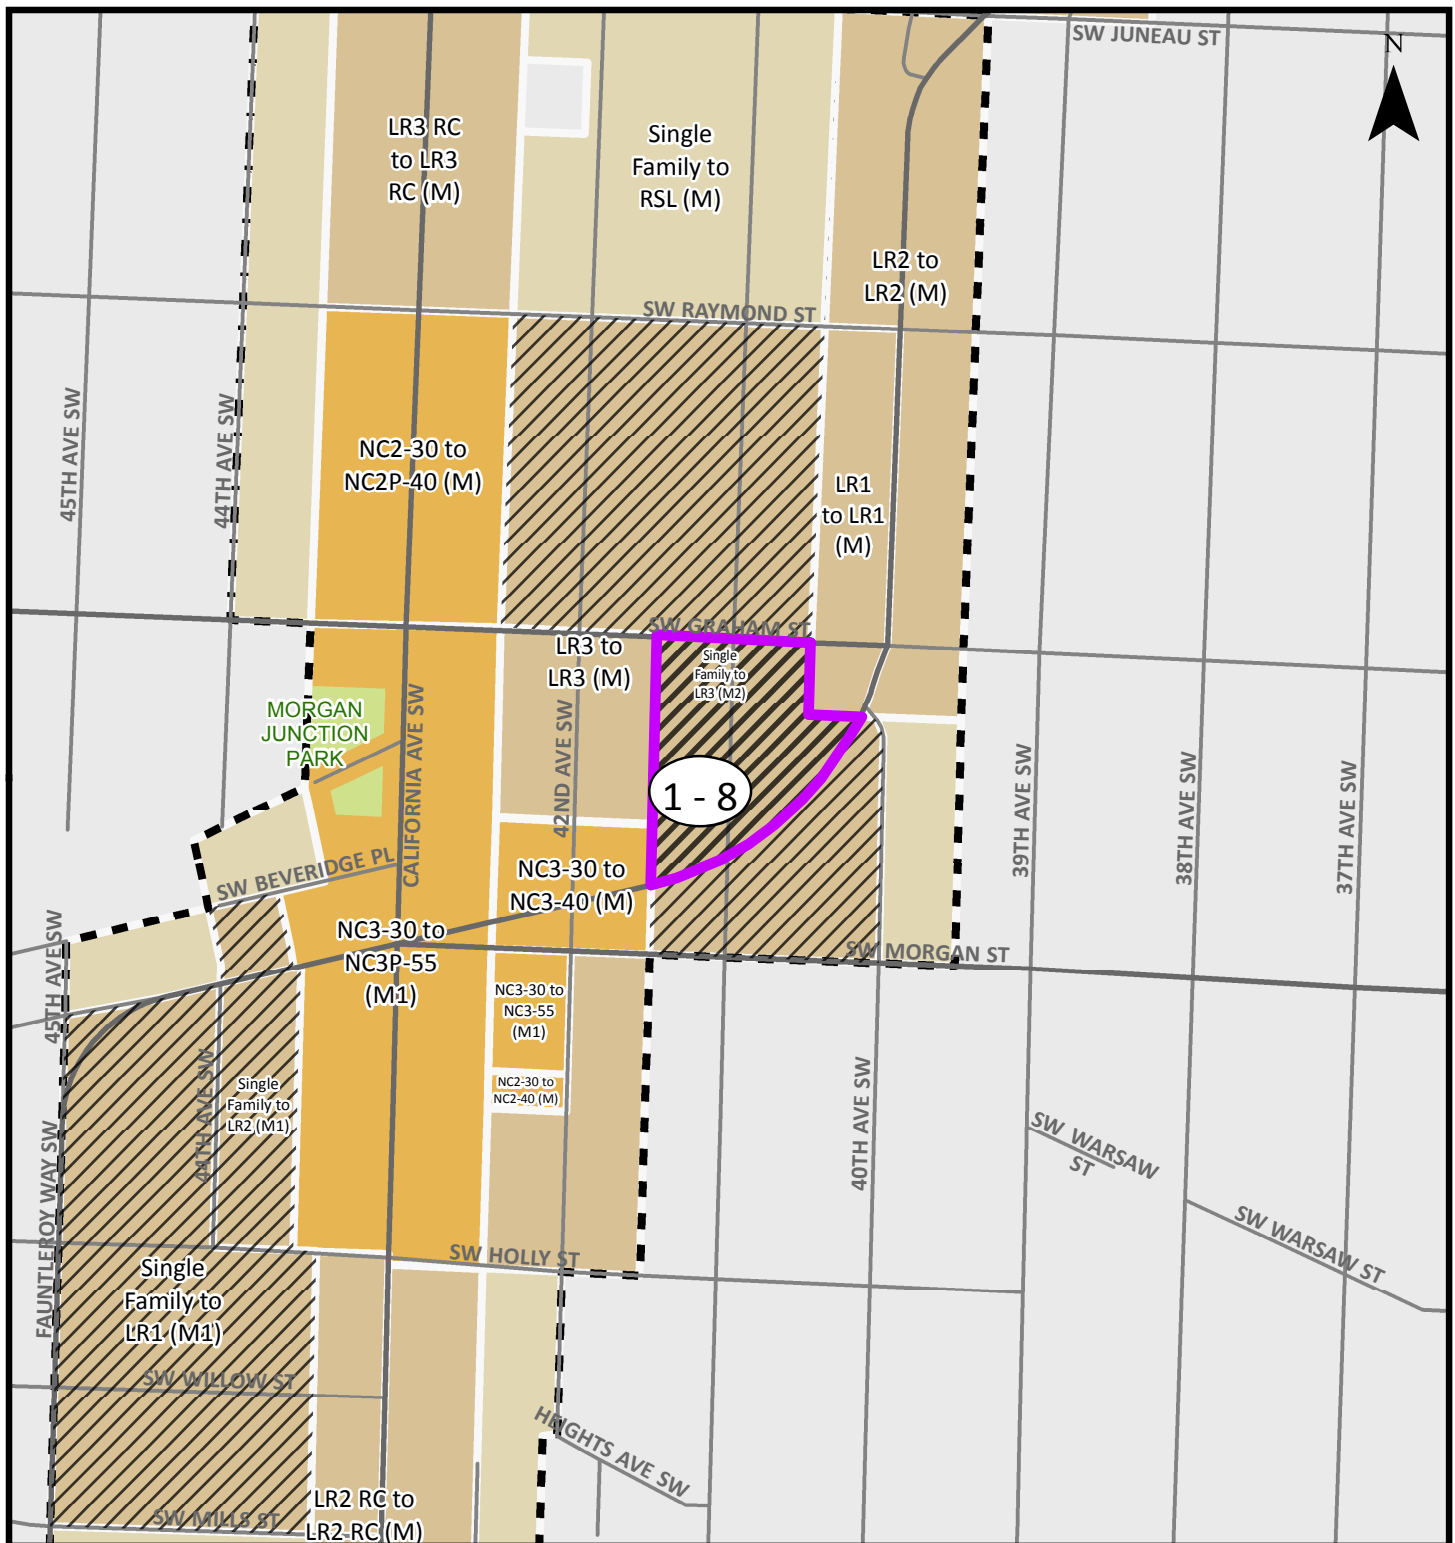 SW JUNEAU ST
N
LR3 RC
to LR3
RC (M)
Single
Family to
RSL (M)
LR2 to
LR2 (M)
SW RAYMOND ST
45TH AVE SW
44TH AVE SW
NC2-30 to
NC2P-40 (M)
LR1
to LR1
(M)
SW GRAHAM ST
LR3 to
LR3 (M)
Single
Family to
LR3 (M2)
MORGAN
JUNCTION
PARK
CALIFORNIA AVE SW
42ND AVE SW
1 - 8
39TH AVE SW
38TH AVE SW
37TH AVE SW
SW BEVERIDGE PL
NC3-30 to
NC3-40 (M)
NC3-30 to
NC3P-55
(M1)
SW MORGAN ST
45TH AVE SW
NC3-30 to
NC3-55
(M1)
44TH AVE SW
Single
Family to
LR2 (M1)
NC2-30 to
NC2-40 (M)
40TH AVE SW
SW WARSAW
ST
FAUNTLEROY WAY SW
SW WARSAW ST
SW HOLLY ST
Single
Family to
LR1 (M1)
SW WILLOW ST
HEIGHTS AVE SW
SW MILLS ST
LR2 RC to
LR2 RC (M)